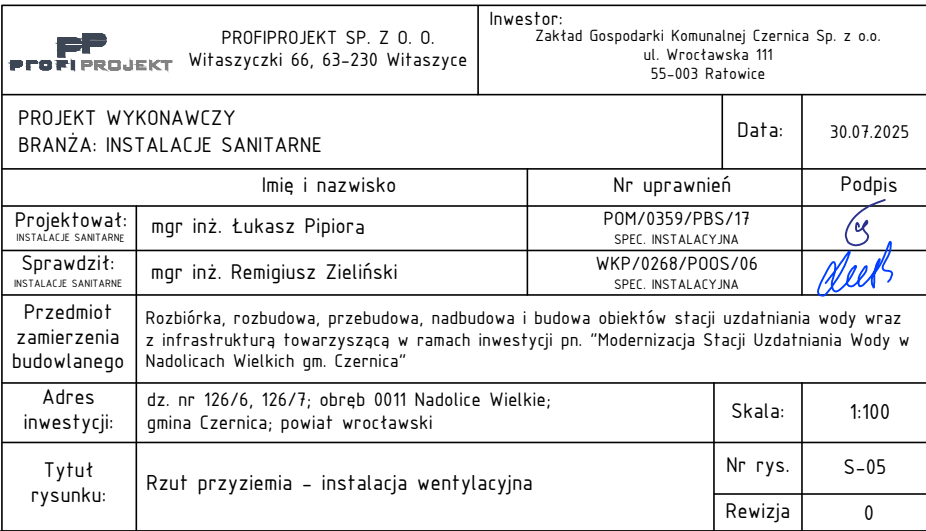 PP
PROFIPROJEKT
PROFIPROJEKT SP. Z O. O.
Witaszyczki 66, 63-230 Witaszyce
Inwestor:
Zakład Gospodarki Komunalnej Czernica Sp. z o.o.
ul. Wrocławska 111
55-003 Ratowice
PROJEKT WYKONAWCZY
BRANŻA: INSTALACJE SANITARNE
Data:
30.07.2025
Imię i nazwisko
Nr uprawnień
Podpis
Projektował:
INSTALACJE SANITARNE
mgr inż. Łukasz Pipiora
POM/0359/PBS/17
SPEC. INSTALACYJNA
Sprawdził:
INSTALACJE SANITARNE
mgr inż. Remigiusz Zieliński
WKP/0268/POOS/06
SPEC. INSTALACYJNA
Przedmiot
zamierzenia
budowlanego
Rozbiórka, rozbudowa, przebudowa, nadbudowa i budowa obiektów stacji uzdatniania wody wraz
z infrastrukturą towarzyszącą w ramach inwestycji pn. "Modernizacja Stacji Uzdatniania Wody w
Nadolicach Wielkich gm. Czernica"
Adres
inwestycji:
dz. nr 126/6, 126/7; obręb 0011 Nadolice Wielkie;
gmina Czernica; powiat wrocławski
Skala:
1:100
Tytuł
rysunku:
Rzut przyziemia - instalacja wentylacyjna
Nr rys.
S-05
Rewizja
0